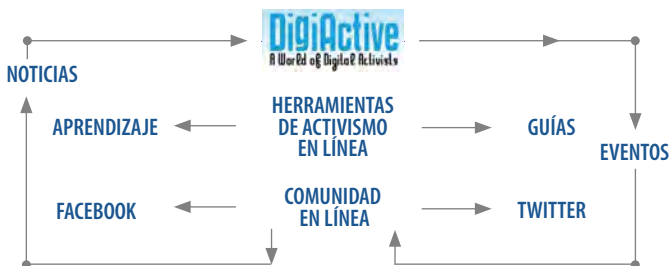 DigiActive
A World of Digital Activists
NOTICIAS
HERRAMIENTAS
DE ACTIVISMO
EN LÍNEA
APRENDIZAJE
GUÍAS
EVENTOS
COMUNIDAD
EN LÍNEA
FACEBOOK
TWITTER